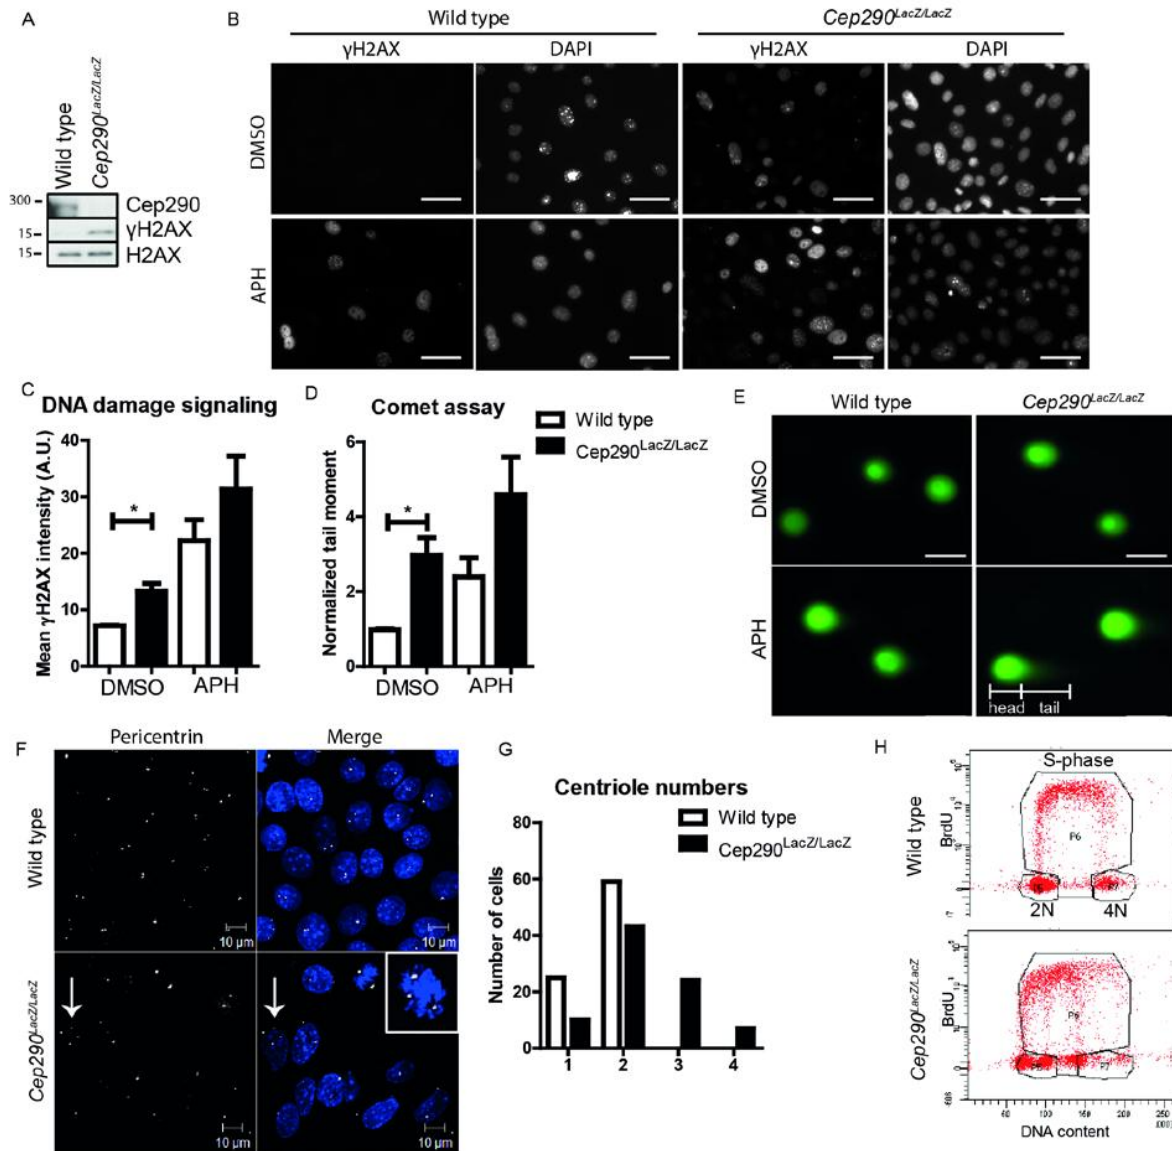 A
Wild type
Cep290LacZ/LacZ
300
Cep290
15
γH2AX
15
H2AX
B
Wild type
Cep290LacZ/LacZ
γH2AX
DAPI
γH2AX
DAPI
DMSO
APH
C
DNA damage signaling
Mean γH2AX intensity (A.U.)
40
30
20
10
0
*
DMSO
APH
D
Comet assay
Normalized tail moment
6
4
2
0
*
DMSO
APH
Wild type
Cep290LacZ/LacZ
E
Wild type
Cep290LacZ/LacZ
DMSO
APH
head
tail
F
Pericentrin
Merge
Wild type
10 µm
10 µm
Cep290LacZ/LacZ
10 µm
10 µm
G
Centriole numbers
Number of cells
80
60
40
20
0
Wild type
Cep290LacZ/LacZ
1
2
3
4
H
S-phase
Wild type
BrdU
P6
2N
4N
Cep290LacZ/LacZ
BrdU
50
100
150
200
250
DNA content